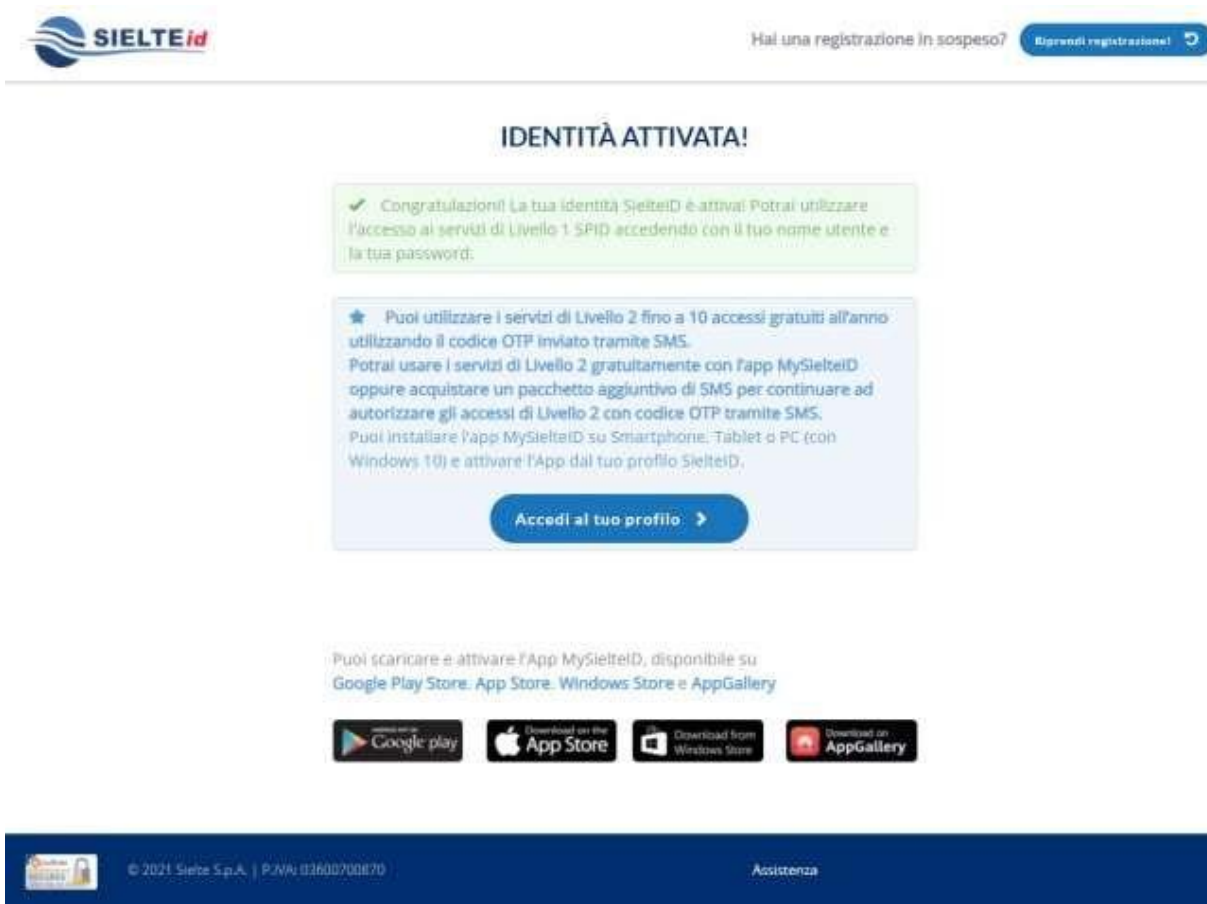 SIELTEid
Hai una registrazione in sospeso?
Riprendi registrazione!
IDENTITÀ ATTIVATA!
Congratulazioni! La tua identità SielteID è attiva! Potrai utilizzare
l'accesso ai servizi di Livello 1 SPID accedendo con il tuo nome utente e
la tua password.
Puoi utilizzare i servizi di Livello 2 fino a 10 accessi gratuiti all'anno
utilizzando il codice OTP inviato tramite SMS.
Potrai usare i servizi di Livello 2 gratuitamente con l'app MySielteID
oppure acquistare un pacchetto aggiuntivo di SMS per continuare ad
autorizzare gli accessi di Livello 2 con codice OTP tramite SMS.
Puoi installare l'app MySielteID su Smartphone, Tablet o PC (con
Windows 10) e attivare l'App dal tuo profilo SielteID.
Accedi al tuo profilo
Puoi scaricare e attivare l'App MySielteID, disponibile su
Google Play Store, App Store, Windows Store e AppGallery
Google play
Download on the
App Store
Download from
Windows Store
Download on
AppGallery
© 2021 Sielte S.p.A. | P.IVA: 03600700870
Assistenza